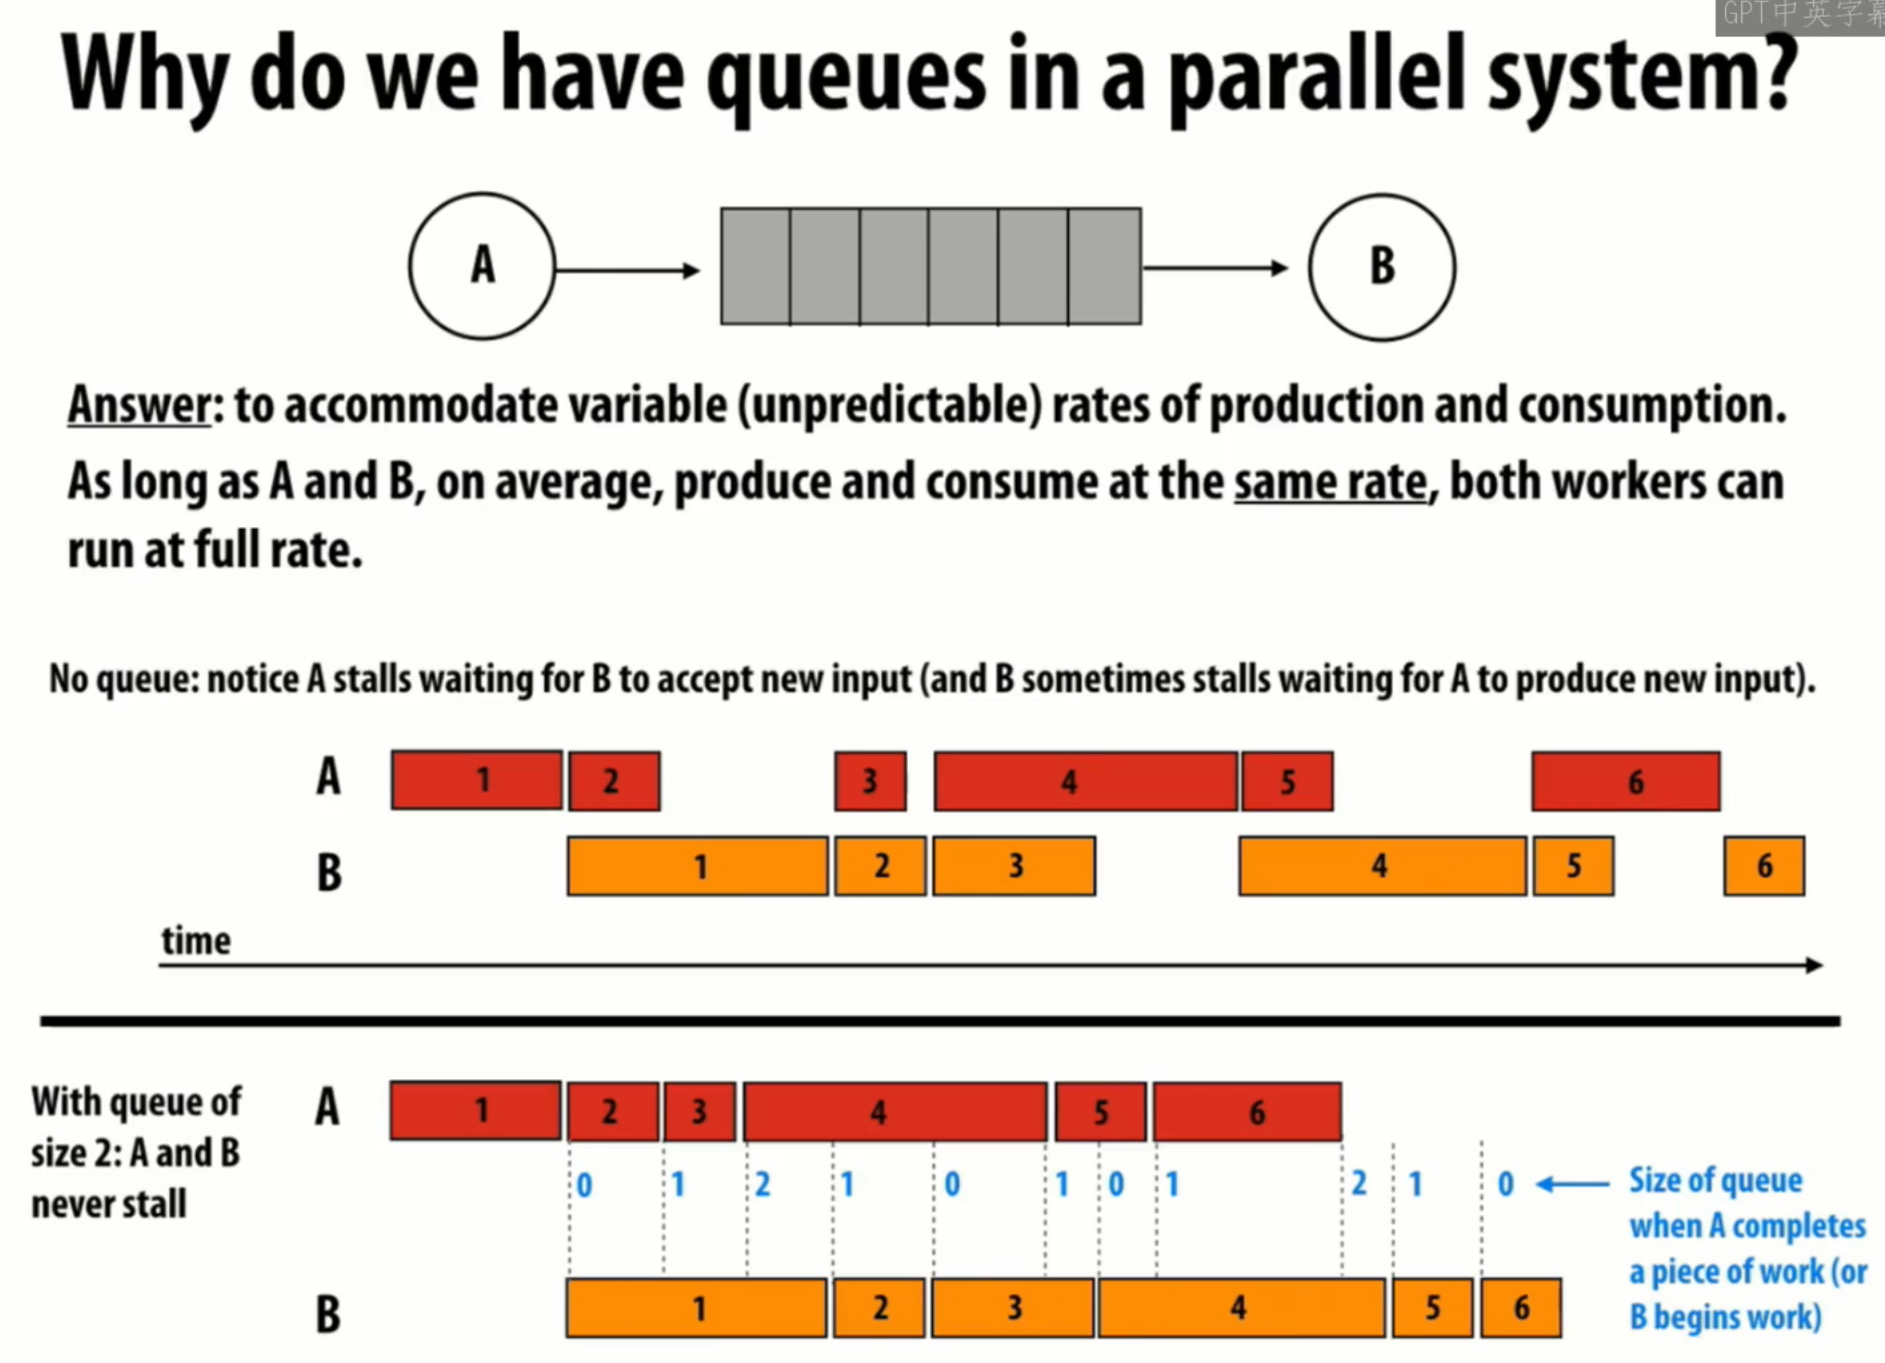 GPT中英字幕
Why do we have queues in a parallel system?
A
B
Answer: to accommodate variable (unpredictable) rates of production and consumption.
As long as A and B, on average, produce and consume at the same rate, both workers can
run at full rate.
No queue: notice A stalls waiting for B to accept new input (and B sometimes stalls waiting for A to produce new input).
A 1 2 3 4 5 6
B 1 2 3 4 5 6
time
With queue of
size 2: A and B
never stall
A 1 2 3 4 5 6
0 1 2 1 0 1 0 1 2 1 0
Size of queue
when A completes
a piece of work (or
B begins work)
B 1 2 3 4 5 6